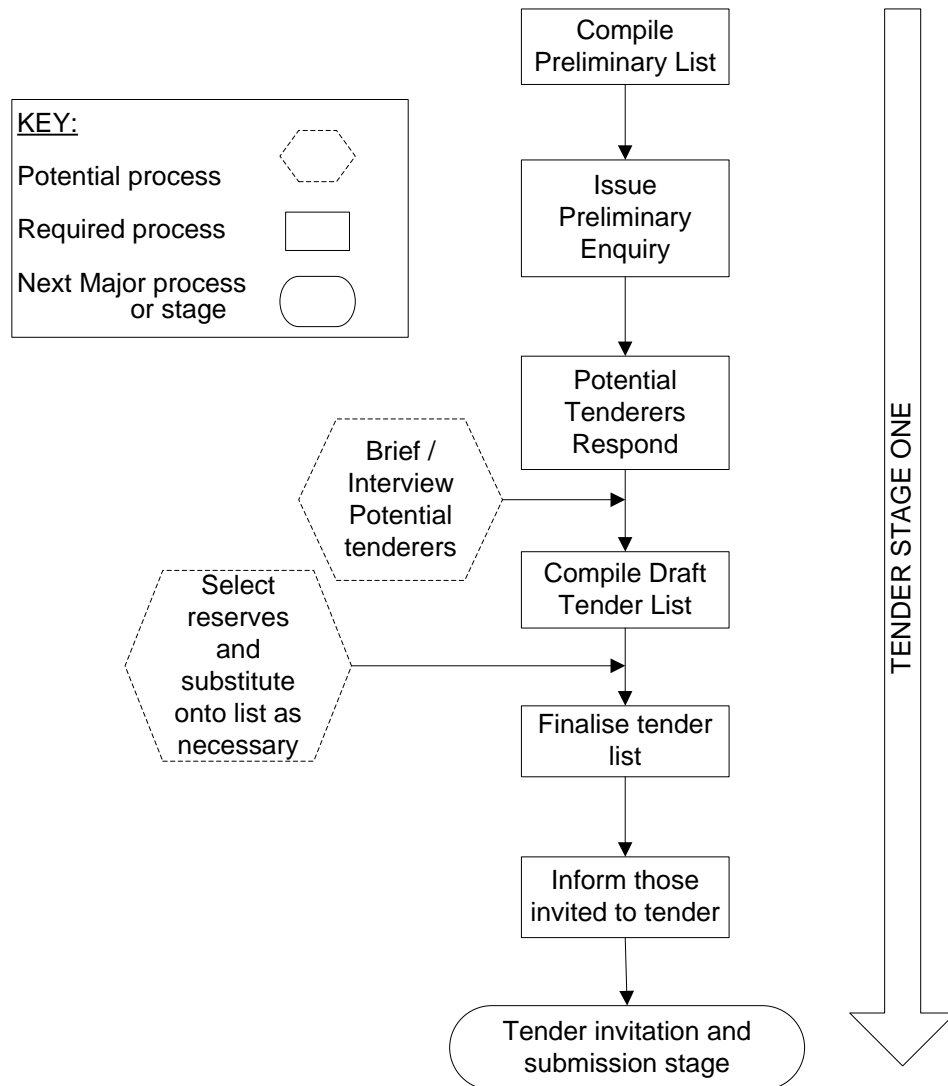 Compile
Preliminary List
KEY:
Potential process
Required process
Next Major process
or stage
Issue
Preliminary
Enquiry
Potential
Tenderers
Respond
Brief /
Interview
Potential
tenderers
Compile Draft
Tender List
Select
reserves
and
substitute
onto list as
necessary
Finalise tender
list
Inform those
invited to tender
Tender invitation and
submission stage
TENDER STAGE ONE